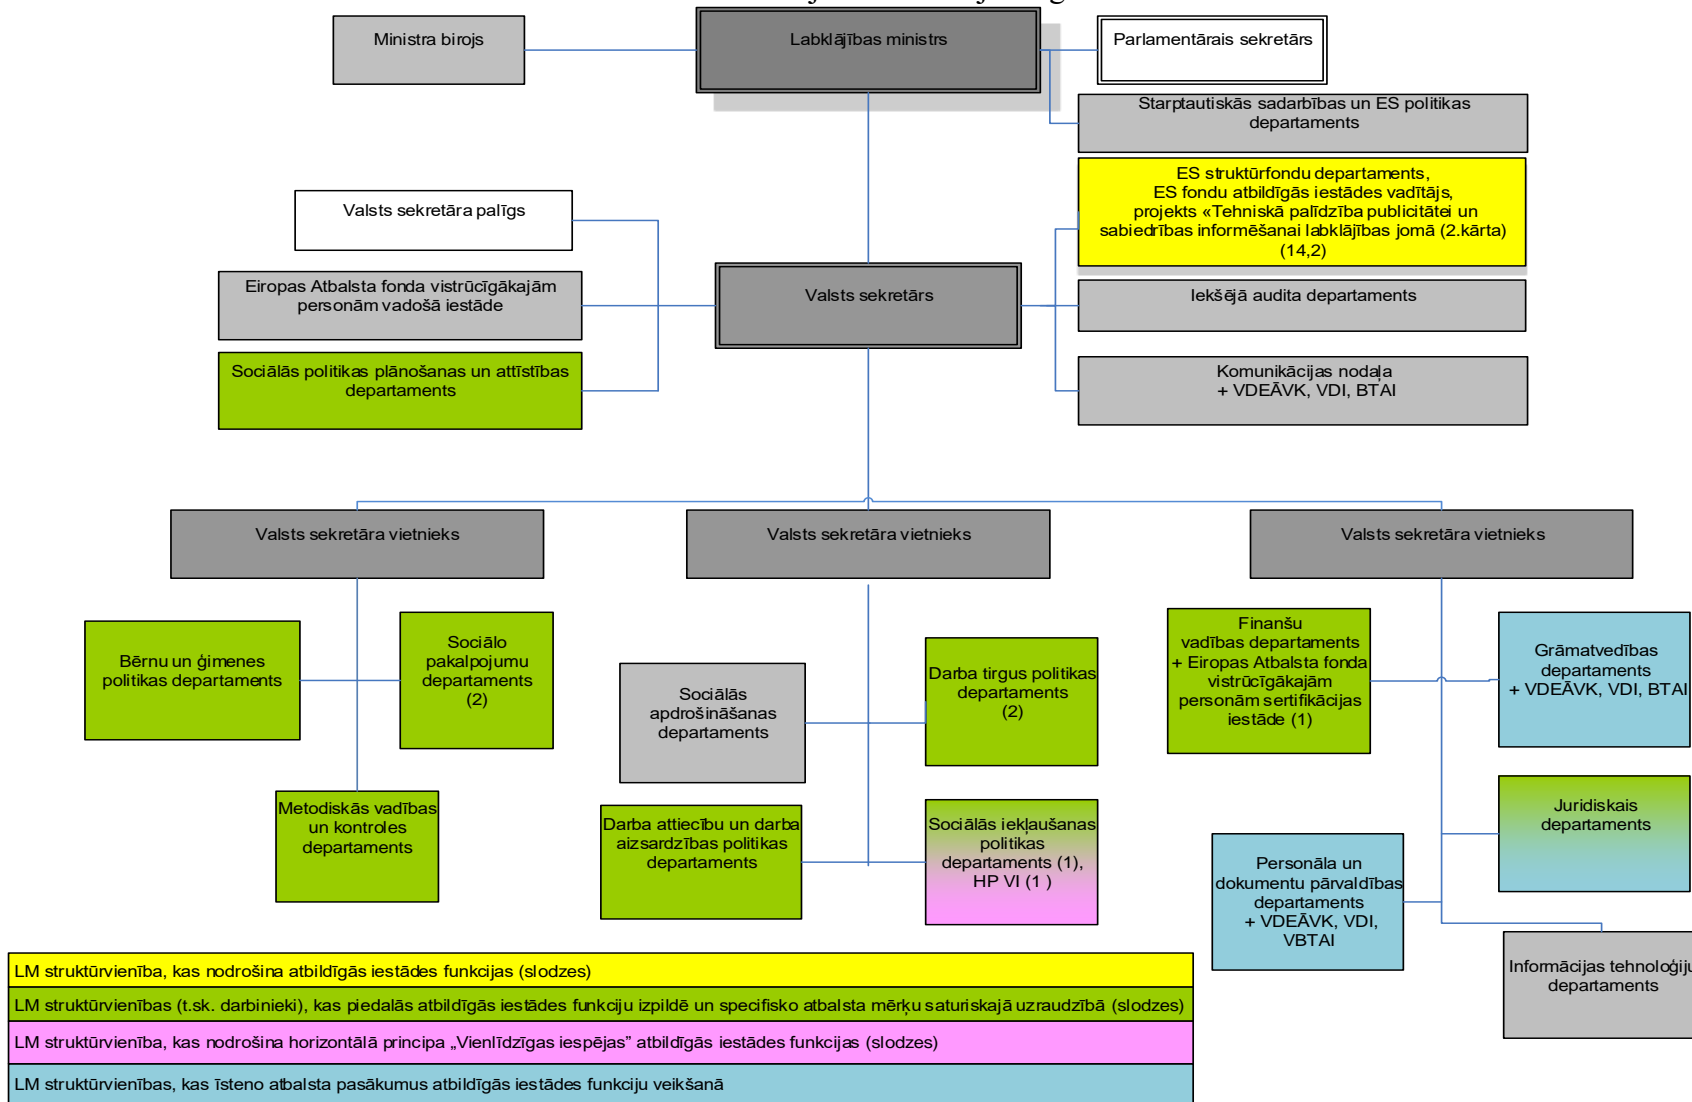 Ministra birojs
Labklājības ministrs
Parlamentārais sekretārs
Starptautiskās sadarbības un ES politikas
departaments
ES struktūrfondu departaments,
ES fondu atbildīgās iestādes vadītājs,
projekts «Tehniskā palīdzība publicitātei un
sabiedrības informēšanai labklājības jomā (2.kārta)
(14,2)
Valsts sekretāra palīgs
Eiropas Atbalsta fonda vistrūcīgākajām
personām vadošā iestāde
Valsts sekretārs
Iekšējā audita departaments
Sociālās politikas plānošanas un attīstības
departaments
Komunikācijas nodaļa
+ VDEĀVK, VDI, BTAI
Valsts sekretāra vietnieks
Valsts sekretāra vietnieks
Valsts sekretāra vietnieks
Bērnu un ģimenes
politikas departaments
Sociālo
pakalpojumu
departaments
(2)
Metodiskās vadības
un kontroles
departaments
Sociālās
apdrošināšanas
departaments
Darba tirgus politikas
departaments
(2)
Darba attiecību un darba
aizsardzības politikas
departaments
Sociālās iekļaušanas
politikas
departaments (1),
HP VI (1 )
Finanšu
vadības departaments
+ Eiropas Atbalsta fonda
vistrūcīgākajām
personām sertifikācijas
iestāde (1)
Grāmatvedības
departaments
+ VDEĀVK, VDI, BTAI
Juridiskais
departaments
Personāla un
dokumentu pārvaldības
departaments
+ VDEĀVK, VDI,
VBTAI
Informācijas tehnoloģiju
departaments
LM struktūrvienība, kas nodrošina atbildīgās iestādes funkcijas (slodzes)
LM struktūrvienības (t.sk. darbinieki), kas piedalās atbildīgās iestādes funkciju izpildē un specifisko atbalsta mērķu saturiskajā uzraudzībā (slodzes)
LM struktūrvienība, kas nodrošina horizontālā principa „Vienlīdzīgas iespējas” atbildīgās iestādes funkcijas (slodzes)
LM struktūrvienības, kas īsteno atbalsta pasākumus atbildīgās iestādes funkciju veikšanā